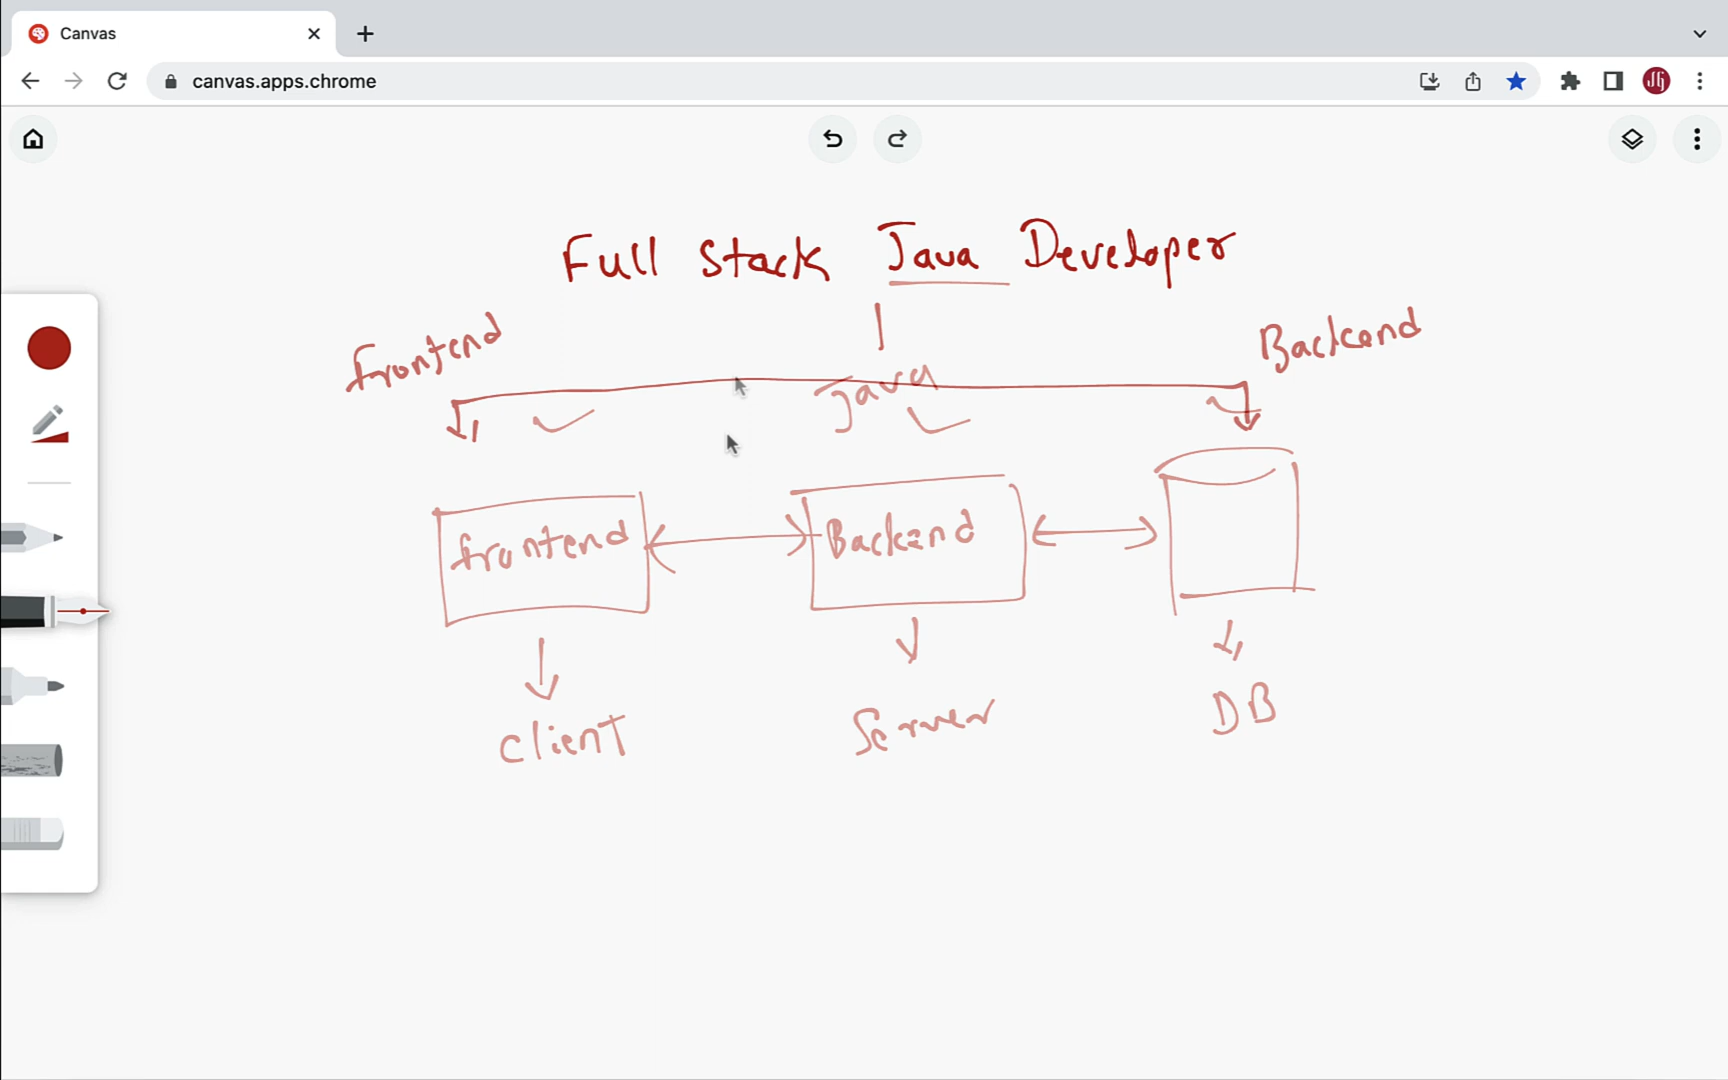 Canvas
canvas.apps.chrome
Full stack Java Developer
frontend
Backend
Java
frontend
Backend
client
Server
DB